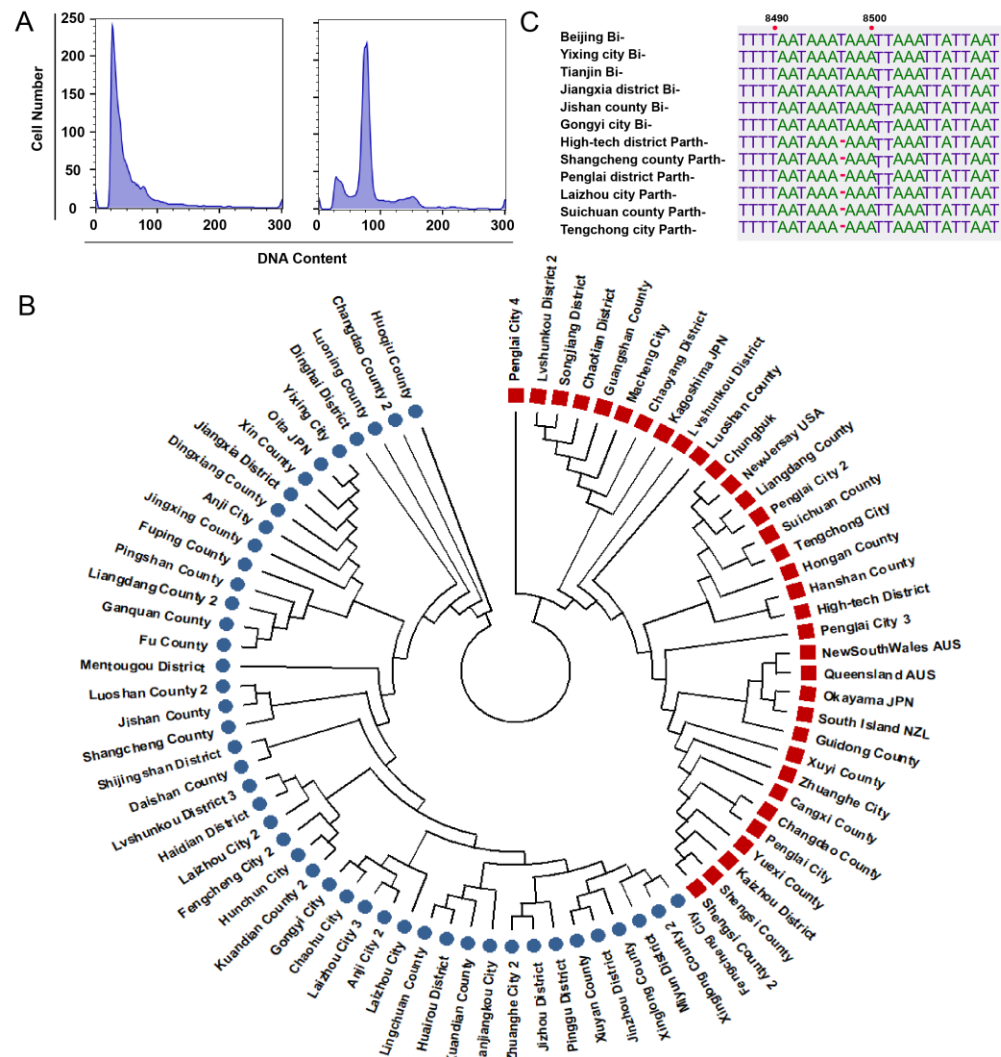 A
250
200
150
100
50
0
Cell Number
0 100 200 300
0 100 200 300
DNA Content
C
8490 8500
Beijing Bi- TTTTAATAAATAAATTAAATTATTAAT
Yixing city Bi- TTTTAATAAATAAATTAAATTATTAAT
Tianjin Bi- TTTTAATAAATAAATTAAATTATTAAT
Jiangxia district Bi- TTTTAATAAATAAATTAAATTATTAAT
Jishan county Bi- TTTTAATAAATAAATTAAATTATTAAT
Gongyi city Bi- TTTTAATAAATAAATTAAATTATTAAT
High-tech district Parth- TTTTAATAAA-AAATTAAATTATTAAT
Shangcheng county Parth- TTTTAATAAA-AAATTAAATTATTAAT
Penglai district Parth- TTTTAATAAA-AAATTAAATTATTAAT
Laizhou city Parth- TTTTAATAAA-AAATTAAATTATTAAT
Suichuan county Parth- TTTTAATAAA-AAATTAAATTATTAAT
Tengchong city Parth- TTTTAATAAA-AAATTAAATTATTAAT
B
Penglai City 4
Lvshunkou District 2
Songjiang District
Chaotian District
Guangshan County
Macheng City
Chaoyang District
Kagoshima JPN
Lvshunkou District
Luoshan County
Chungbuk
NewJersay USA
Liangdang County
Penglai City 2
Suichuan County
Tengchong City
Hongan County
Hanshan County
High-tech District
Penglai City 3
NewSouthWales AUS
Queensland AUS
Okayama JPN
South Island NZL
Guidong County
Xuyi County
Zhuanghe City
Cangxi County
Changdao County
Penglai City
Yuexi County
Kaizhou District
Shengsi County
Shengsi County 2
Fengcheng City
Xinglong County 2
Miyun District
Xinglong County
Jinzhou District
Xiuyan County
Pinggu District
Jizhou District
Zhuanghe City 2
anjiangkou City
Kuandian County
Huairou District
Lingchuan County
Laizhou City
Anji City 2
Laizhou City 3
Chaohu City
Gongyi City
Kuandian County 2
Hunchun City
Fengcheng City 2
Laizhou City 2
Haidian District
Lvshunkou District 3
Daishan County
Shijingshan District
Shangcheng County
Jishan County
Luoshan County 2
Mentougou District
Fu County
Ganquan County
Liangdang County 2
Pingshan County
Fuping County
Jingxing County
Anji City
Dingxiang County
Jiangxia District
Xin County
Oita JPN
Yixing City
Dinghai District
Luoning County
Changdao County 2
Huoqiu County